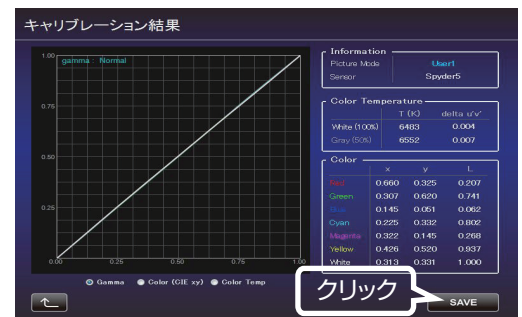 キャリブレーション結果
gamma : Normal
1.00
0.75
0.50
0.25
0.00 0.25 0.50 0.75 1.00
Gamma Color (CIE xy) Color Temp
Information
Picture Mode User1
Sensor Spyder5
Color Temperature
T (K) delta u'v'
White (100%) 6483 0.004
Gray (50%) 6552 0.007
Color
x y L
Red 0.660 0.325 0.207
Green 0.307 0.620 0.741
Blue 0.145 0.051 0.062
Cyan 0.225 0.332 0.802
Magenta 0.322 0.145 0.268
Yellow 0.426 0.520 0.937
White 0.313 0.331 1.000
クリック
SAVE